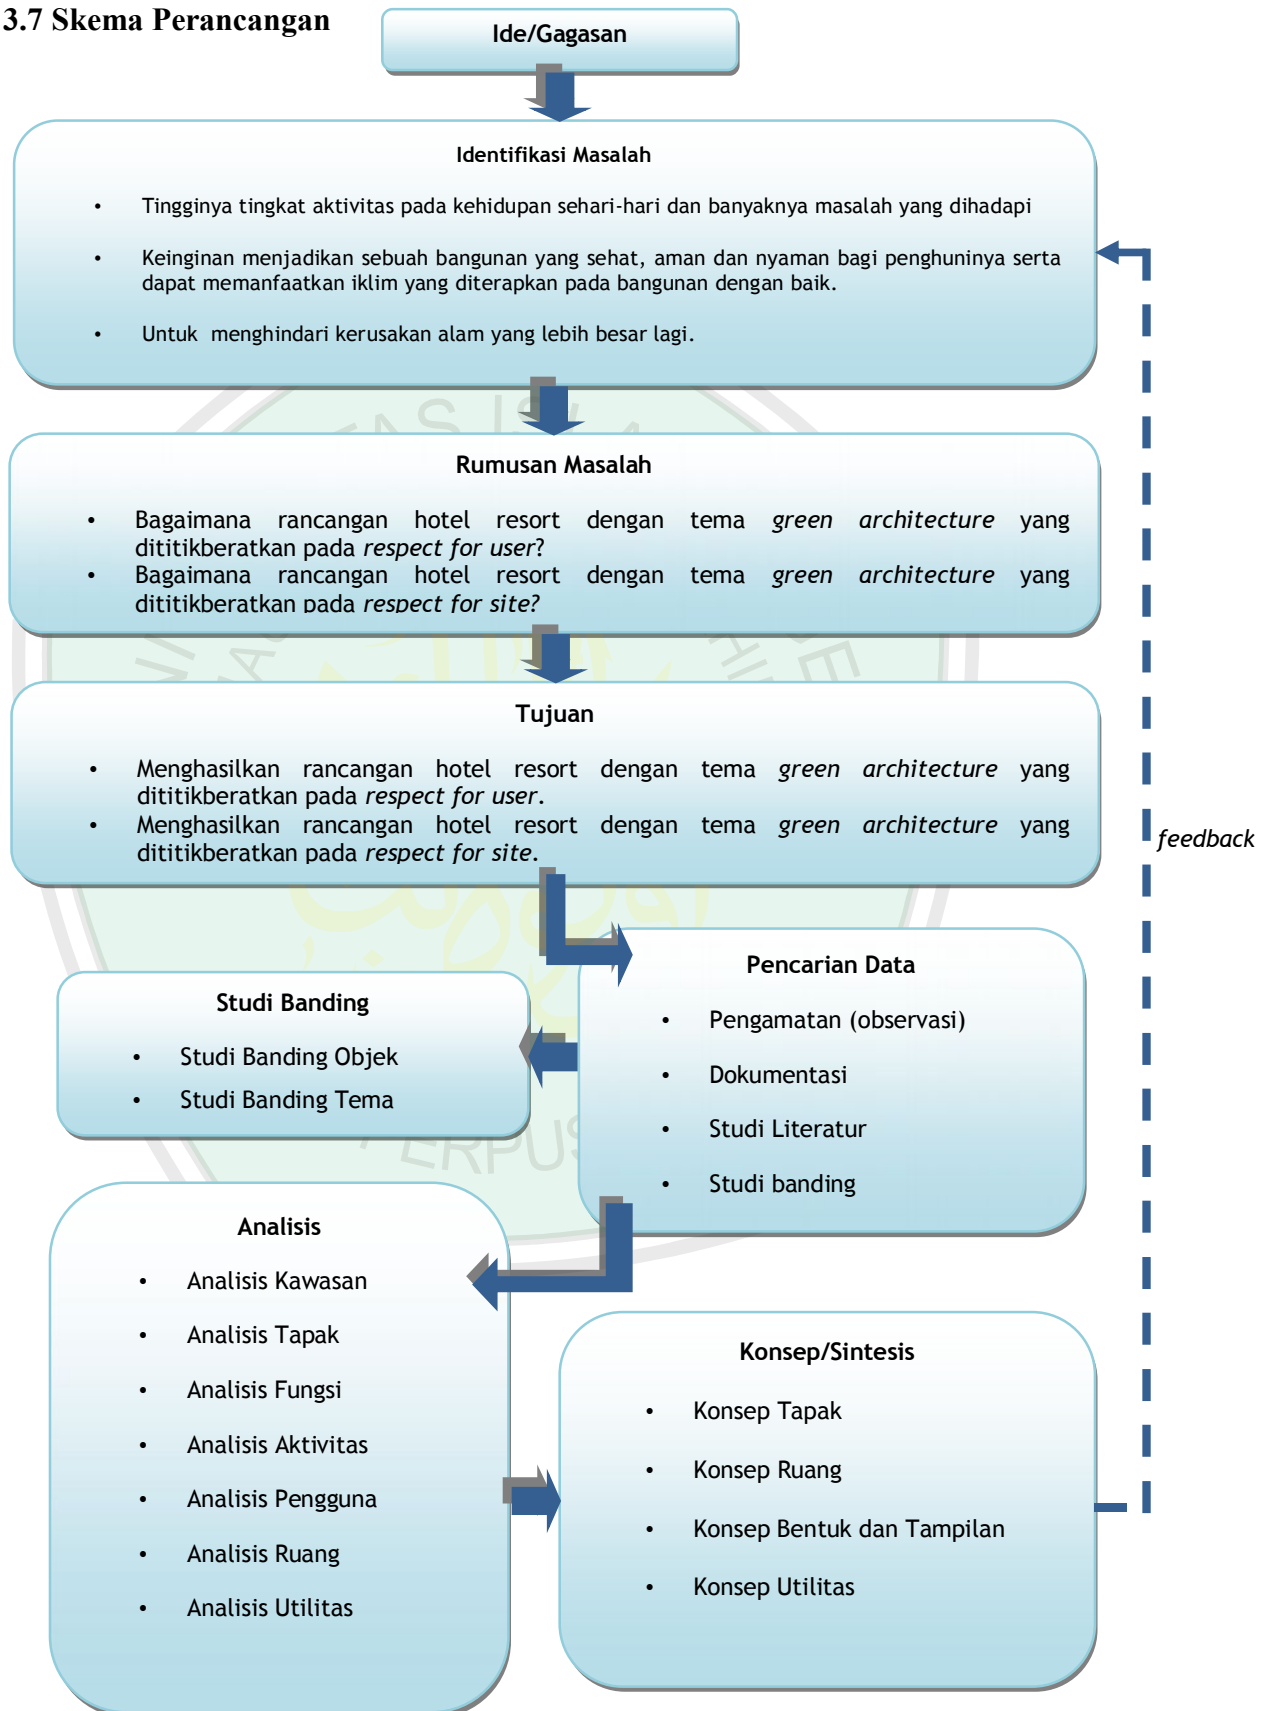 3.7 Skema Perancangan
Ide/Gagasan
Identifikasi Masalah
• Tingginya tingkat aktivitas pada kehidupan sehari-hari dan banyaknya masalah yang dihadapi
• Keinginan menjadikan sebuah bangunan yang sehat, aman dan nyaman bagi penghuninya serta
dapat memanfaatkan iklim yang diterapkan pada bangunan dengan baik.
• Untuk menghindari kerusakan alam yang lebih besar lagi.
Rumusan Masalah
• Bagaimana rancangan hotel resort dengan tema green architecture yang
dititikberatkan pada respect for user?
• Bagaimana rancangan hotel resort dengan tema green architecture yang
dititikberatkan pada respect for site?
Tujuan
• Menghasilkan rancangan hotel resort dengan tema green architecture yang
dititikberatkan pada respect for user.
• Menghasilkan rancangan hotel resort dengan tema green architecture yang
dititikberatkan pada respect for site.
feedback
Pencarian Data
• Pengamatan (observasi)
• Dokumentasi
• Studi Literatur
• Studi banding
Studi Banding
• Studi Banding Objek
• Studi Banding Tema
Analisis
• Analisis Kawasan
• Analisis Tapak
• Analisis Fungsi
• Analisis Aktivitas
• Analisis Pengguna
• Analisis Ruang
• Analisis Utilitas
Konsep/Sintesis
• Konsep Tapak
• Konsep Ruang
• Konsep Bentuk dan Tampilan
• Konsep Utilitas